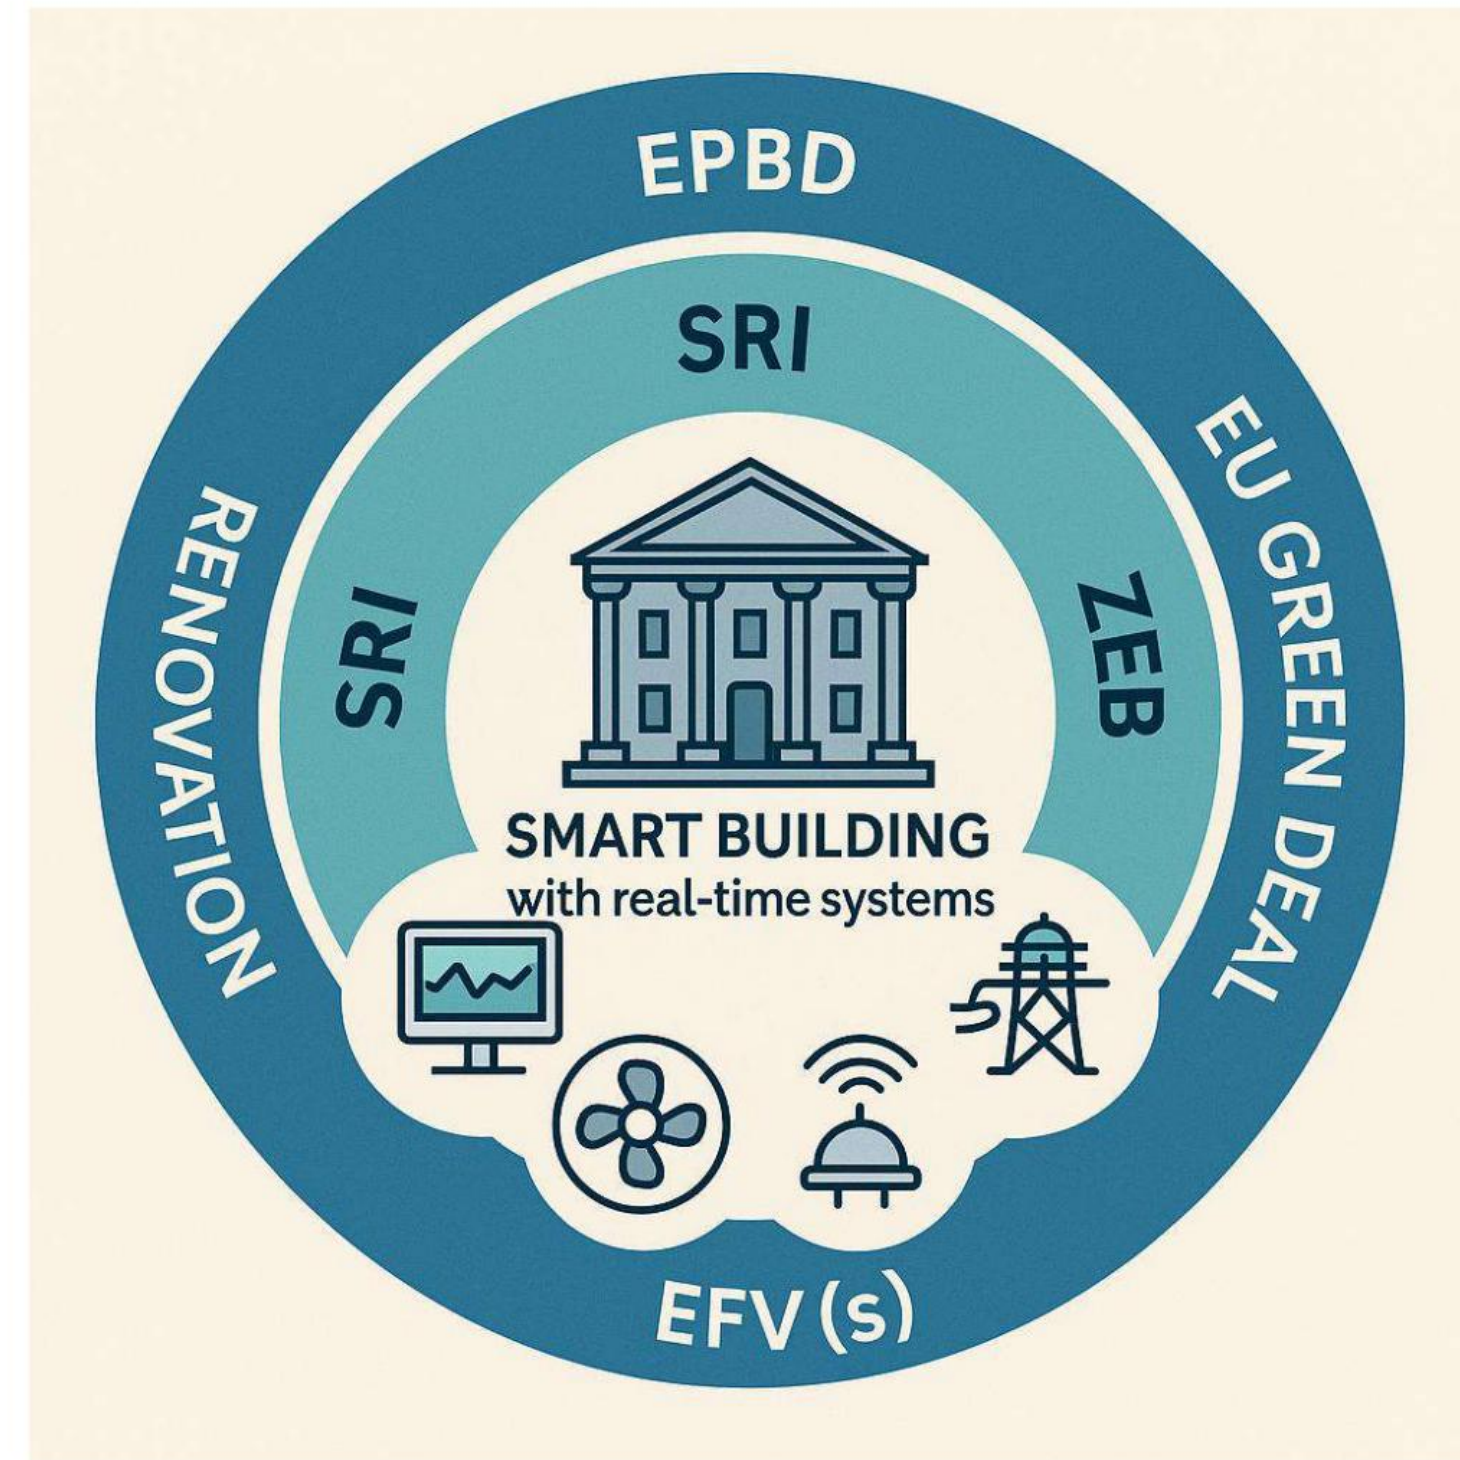 EPBD
SRI
EU GREEN DEAL
RENOVATION
SRI
ZEB
SMART BUILDING
with real-time systems
EFV(s)